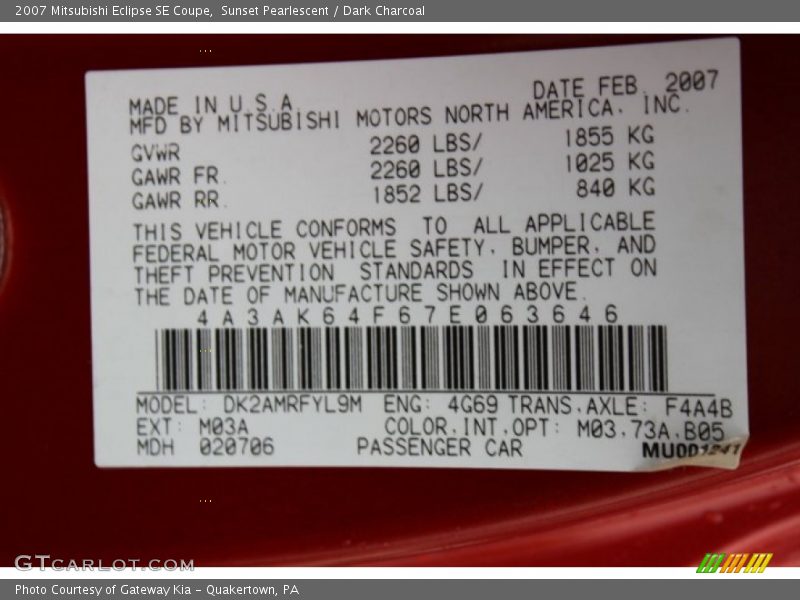 2007 Mitsubishi Eclipse SE Coupe,  Sunset Pearlescent / Dark Charcoal
MADE IN U.S.A. DATE FEB. 2007
MFD BY MITSUBISHI MOTORS NORTH AMERICA, INC.
GVWR 2260 LBS/ 1855 KG
GAWR FR. 2260 LBS/ 1025 KG
GAWR RR. 1852 LBS/ 840 KG
THIS VEHICLE CONFORMS TO ALL APPLICABLE
FEDERAL MOTOR VEHICLE SAFETY, BUMPER, AND
THEFT PREVENTION STANDARDS IN EFFECT ON
THE DATE OF MANUFACTURE SHOWN ABOVE.
4A3AK64F67E063646
MODEL: DK2AMRFYL9M ENG: 4G69 TRANS.AXLE: F4A4B
EXT: M03A COLOR.INT.OPT: M03.73A.B05
MDH 020706 PASSENGER CAR MU001241
GTCARLOT.COM
Photo Courtesy of Gateway Kia - Quakertown, PA